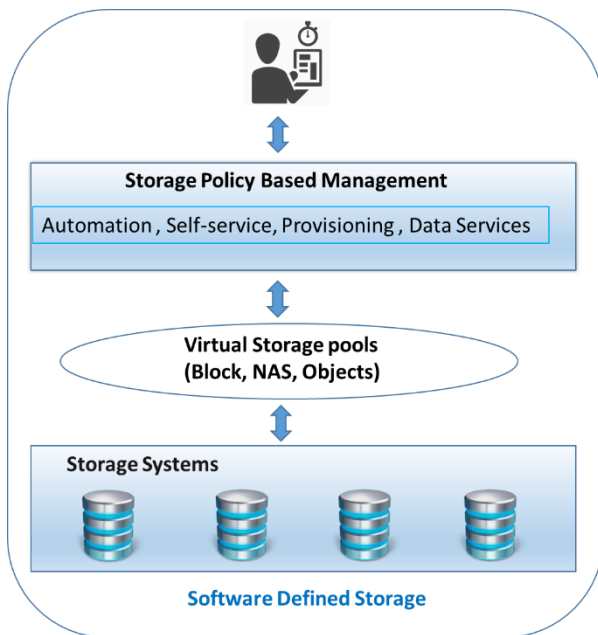 Storage Policy Based Management
Automation , Self-service, Provisioning , Data Services
Virtual Storage pools
(Block, NAS, Objects)
Storage Systems
Software Defined Storage